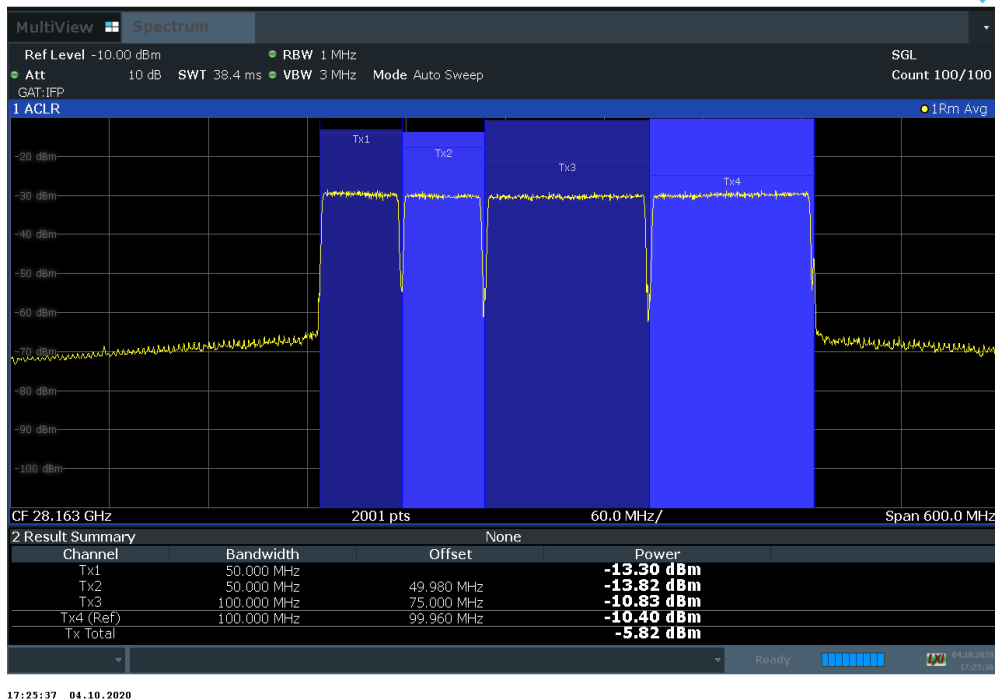 MultiView Spectrum
Ref Level -10.00 dBm RBW 1 MHz SGL
Att 10 dB SWT 38.4 ms VBW 3 MHz Mode Auto Sweep Count 100/100
GAT:IFP
1 ACLR 1Rm Avg
Tx1
Tx2
-20 dBm
Tx3
Tx4
-30 dBm
-40 dBm
-50 dBm
-60 dBm
-70 dBm
-80 dBm
-90 dBm
-100 dBm
CF 28.163 GHz 2001 pts 60.0 MHz/ Span 600.0 MHz
2 Result Summary None
Channel Bandwidth Offset Power
Tx1 50.000 MHz -13.30 dBm
Tx2 50.000 MHz 49.980 MHz -13.82 dBm
Tx3 100.000 MHz 75.000 MHz -10.83 dBm
Tx4 (Ref) 100.000 MHz 99.960 MHz -10.40 dBm
Tx Total -5.82 dBm
Ready 04.10.2020
17:25:36
17:25:37 04.10.2020